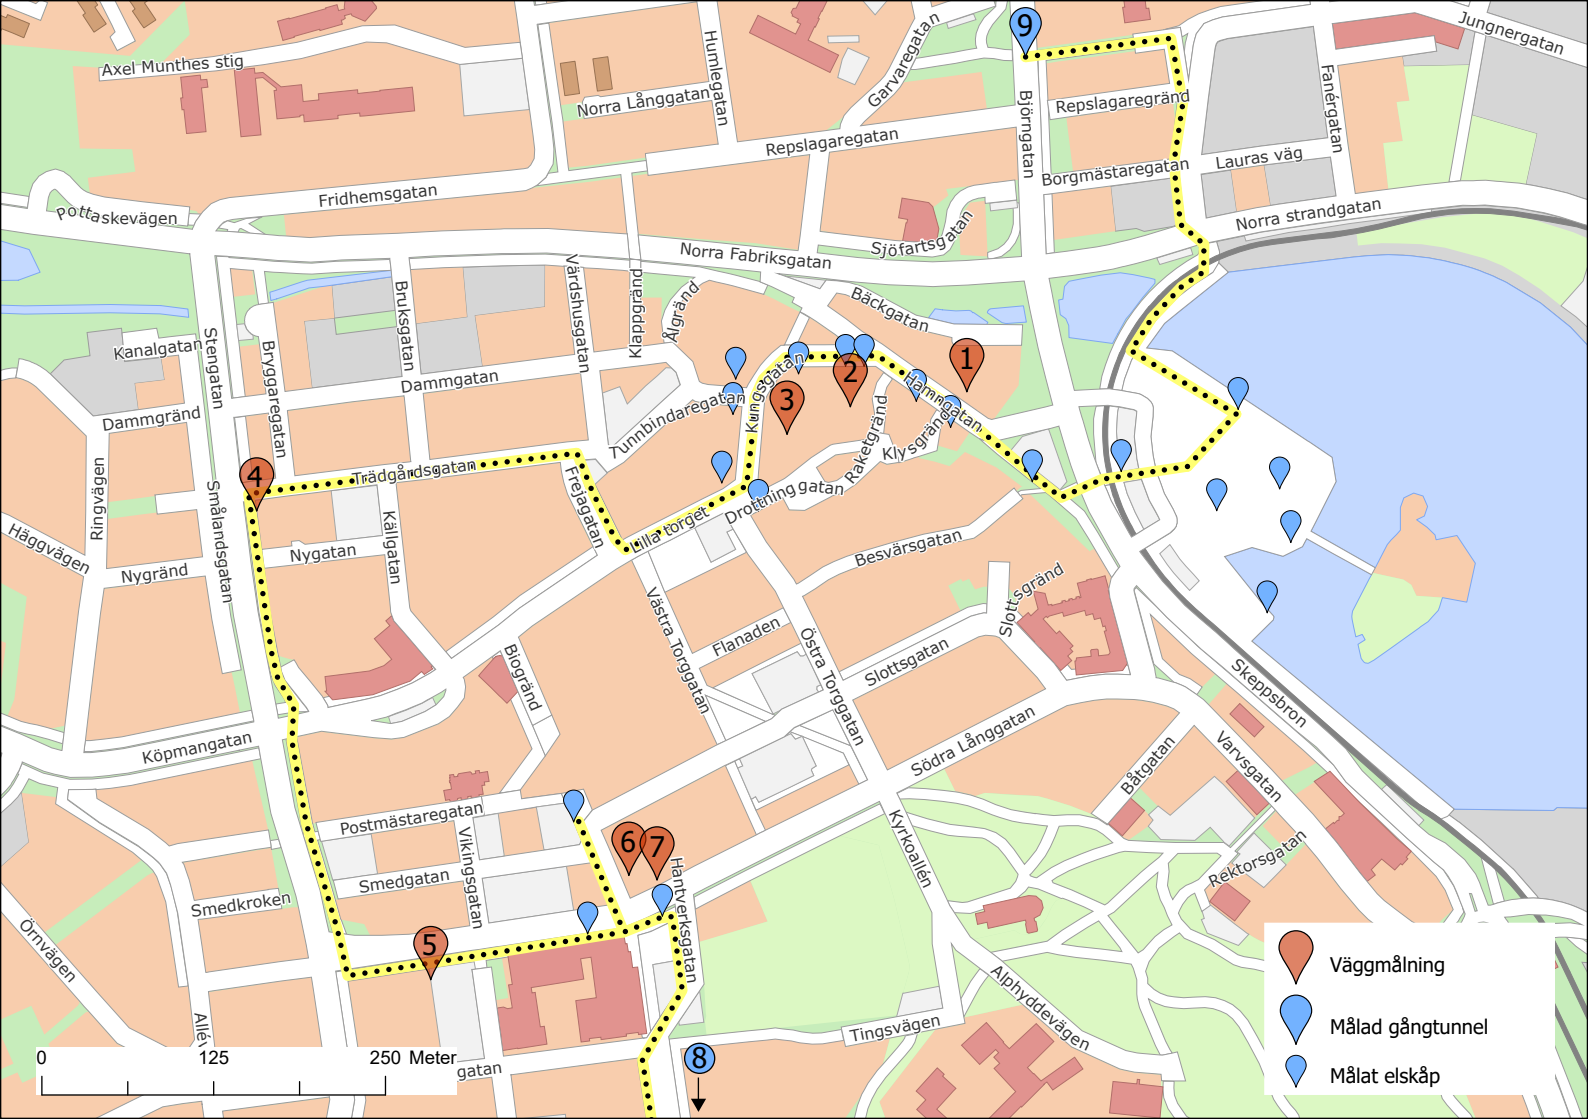 9
Jungnergatan
Axel Munthes stig
Humlegatan
Garvaregatan
Norra Långgatan
Björngatan
Repslagaregränd
Fanérgatan
Repslagaregatan
Borgmästaregatan
Lauras väg
Fridhemsgatan
Pottaskevägen
Norra strandgatan
Sjöfartsgatan
Norra Fabriksgatan
Värdshusgatan
Klappgränd
Ålgränd
Bäckgatan
Bruksgatan
Stengatan
Kanalgatan
Bryggaregatan
1
2
3
Dammgatan
Kungsgatan
Hamngatan
Dammgränd
Tunnbindaregatan
Raketgränd
Klysgränd
4
Trädgårdsgatan
Ringvägen
Smålandsgatan
Frejagatan
Drottninggatan
Lilla torget
Källgatan
Häggvägen
Nygatan
Nygränd
Besvärsgatan
Slottsgränd
Västra Torggatan
Flanaden
Östra Torggatan
Slottsgatan
Biogränd
Skeppsbron
Köpmangatan
Södra Långgatan
Båtgatan
Varvsgatan
Postmästaregatan
Vikingsgatan
6
7
Kyrkoallén
Rektorsgatan
Smedgatan
Hantverksgatan
Smedkroken
5
Örnvägen
Alphyddevägen
Tingsvägen
Väggmålning
Målad gångtunnel
Målat elskåp
8
0 125 250 Meter
gatan